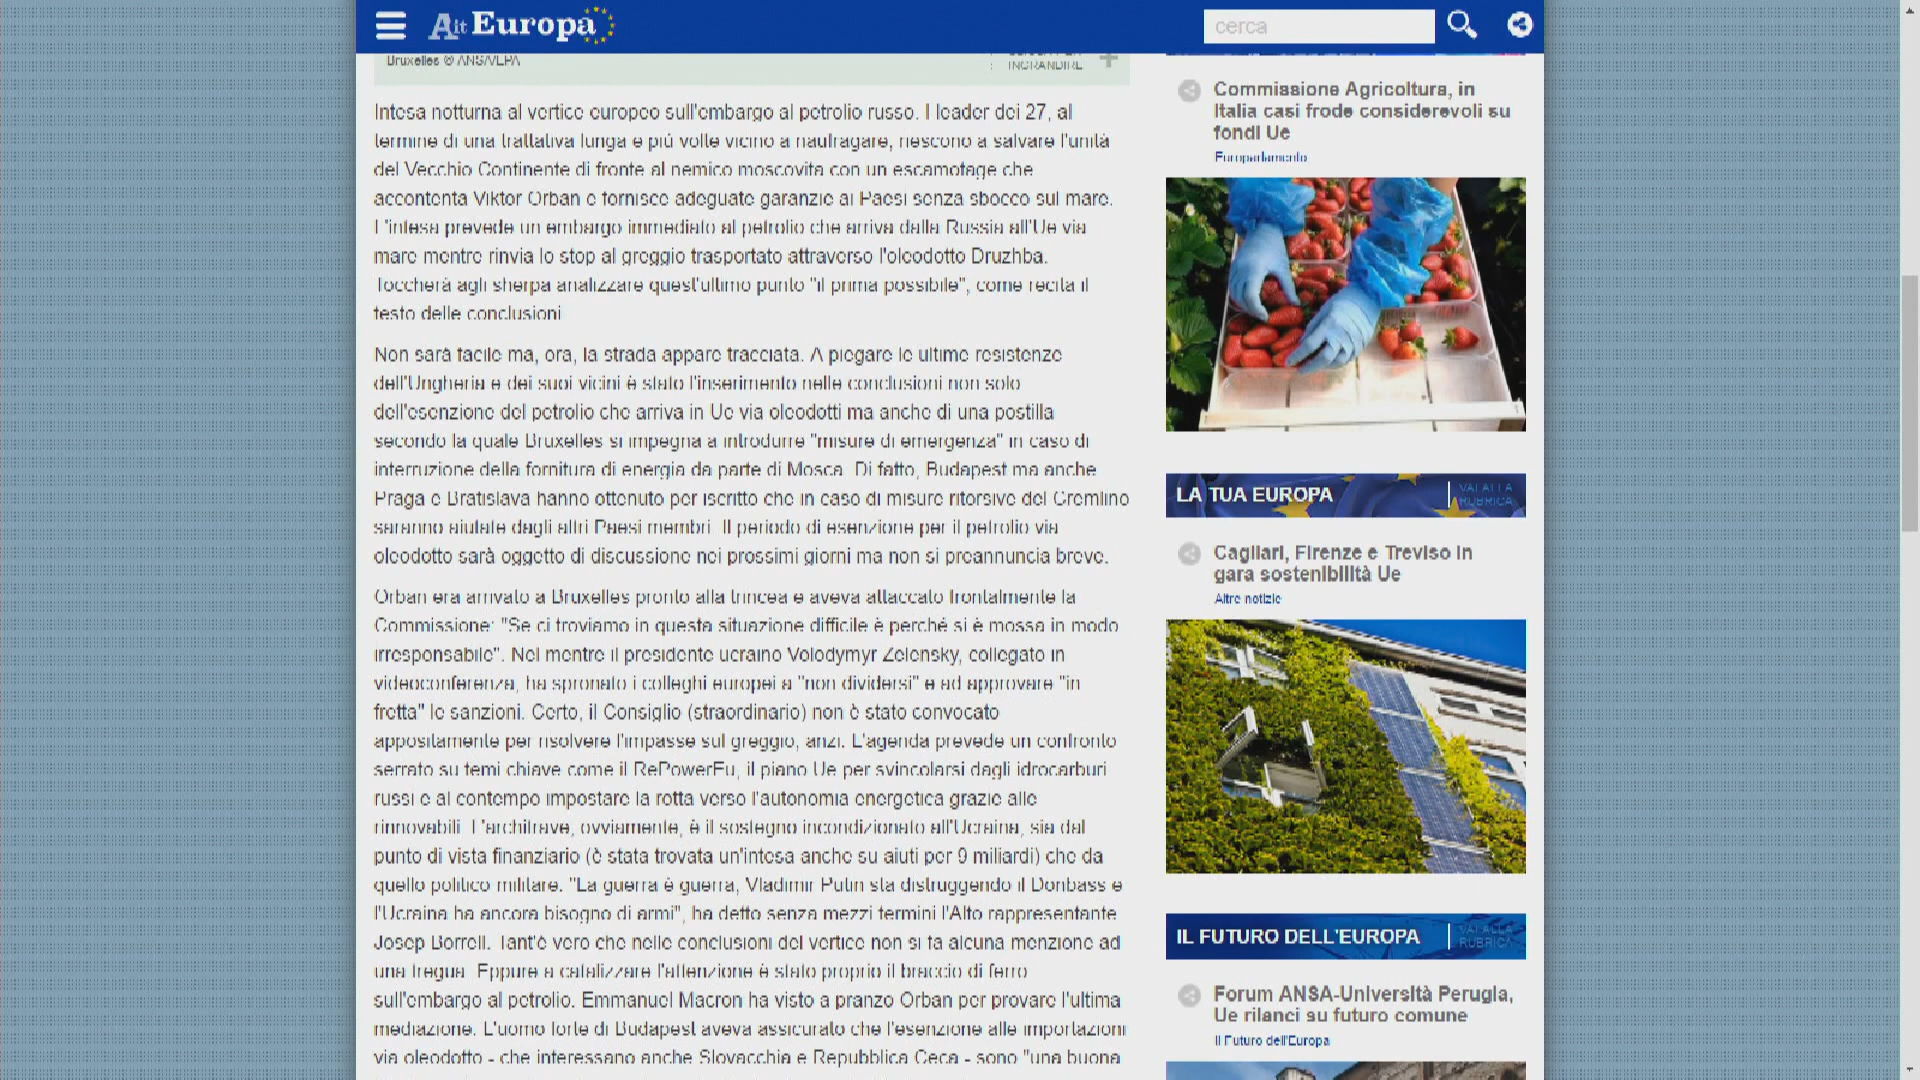 Ait Europa
cerca
Bruxelles © ANSA/EPA
INGRANDIRE
Intesa notturna al vertice europeo sull'embargo al petrolio russo. I leader dei 27, al
termine di una trattativa lunga e più volte vicino a naufragare, riescono a salvare l'unità
del Vecchio Continente di fronte al nemico moscovita con un escamotage che
accontenta Viktor Orban e fornisce adeguate garanzie ai Paesi senza sbocco sul mare.
L'intesa prevede un embargo immediato al petrolio che arriva dalla Russia all'Ue via
mare mentre rinvia lo stop al greggio trasportato attraverso l'oleodotto Druzhba.
Toccherà agli sherpa analizzare quest'ultimo punto "il prima possibile", come recita il
testo delle conclusioni
Non sarà facile ma, ora, la strada appare tracciata. A piegare le ultime resistenze
dell'Ungheria e dei suoi vicini è stato l'inserimento nelle conclusioni non solo
dell'esenzione del petrolio che arriva in Ue via oleodotti ma anche di una postilla
secondo la quale Bruxelles si impegna a introdurre "misure di emergenza" in caso di
interruzione della fornitura di energia da parte di Mosca. Di fatto, Budapest ma anche
Praga e Bratislava hanno ottenuto per iscritto che in caso di misure ritorsive del Cremlino
saranno aiutate dagli altri Paesi membri. Il periodo di esenzione per il petrolio via
oleodotto sarà oggetto di discussione nei prossimi giorni ma non si preannuncia breve.
Orban era arrivato a Bruxelles pronto alla trincea e aveva attaccato frontalmente la
Commissione: "Se ci troviamo in questa situazione difficile è perché si è mossa in modo
irresponsabile". Nel mentre il presidente ucraino Volodymyr Zelensky, collegato in
videoconferenza, ha spronato i colleghi europei a "non dividersi" e ad approvare "in
fretta" le sanzioni. Certo, il Consiglio (straordinario) non è stato convocato
appositamente per risolvere l'impasse sul greggio, anzi. L'agenda prevede un confronto
serrato su temi chiave come il RePowerEu, il piano Ue per svincolarsi dagli idrocarburi
russi e al contempo impostare la rotta verso l'autonomia energetica grazie alle
rinnovabili. L'architrave, ovviamente, è il sostegno incondizionato all'Ucraina, sia dal
punto di vista finanziario (è stata trovata un'intesa anche su aiuti per 9 miliardi) che da
quello politico militare. "La guerra è guerra, Vladimir Putin sta distruggendo il Donbass e
l'Ucraina ha ancora bisogno di armi", ha detto senza mezzi termini l'Alto rappresentante
Josep Borrell. Tant'è vero che nelle conclusioni del vertice non si fa alcuna menzione ad
una tregua. Eppure a catalizzare l'attenzione è stato proprio il braccio di ferro
sull'embargo al petrolio. Emmanuel Macron ha visto a pranzo Orban per provare l'ultima
mediazione. L'uomo forte di Budapest aveva assicurato che l'esenzione alle importazioni
via oleodotto - che interessano anche Slovacchia e Repubblica Ceca - sono "una buona
Commissione Agricoltura, in
Italia casi frode considerevoli su
fondi Ue
Europarlamento
LA TUA EUROPA
VAI ALLA
RUBRICA
Cagliari, Firenze e Treviso in
gara sostenibilità Ue
Altre notizie
IL FUTURO DELL'EUROPA
VAI ALLA
RUBRICA
Forum ANSA-Università Perugia,
Ue rilanci su futuro comune
Il Futuro dell'Europa